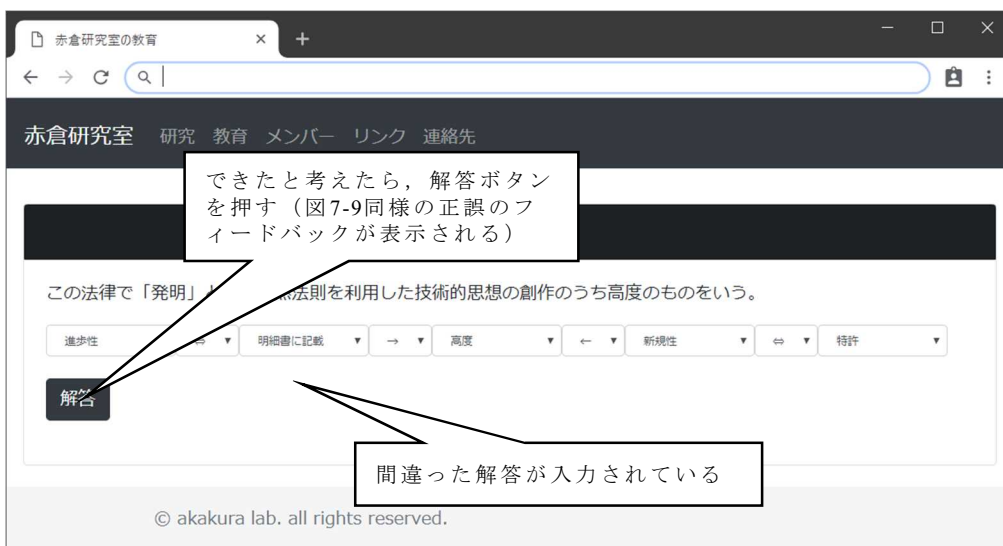 赤倉研究室の教育
赤倉研究室 研究 教育 メンバー リンク 連絡先
できたと考えたら，解答ボタン
を押す（図7-9同様の正誤のフ
ィードバックが表示される）
この法律で「発明」 法則を利用した技術的思想の創作のうち高度のものをいう。
進歩性 ⇔ 明細書に記載 → 高度 ← 新規性 ⇔ 特許
解答
間違った解答が入力されている
© akakura lab. all rights reserved.